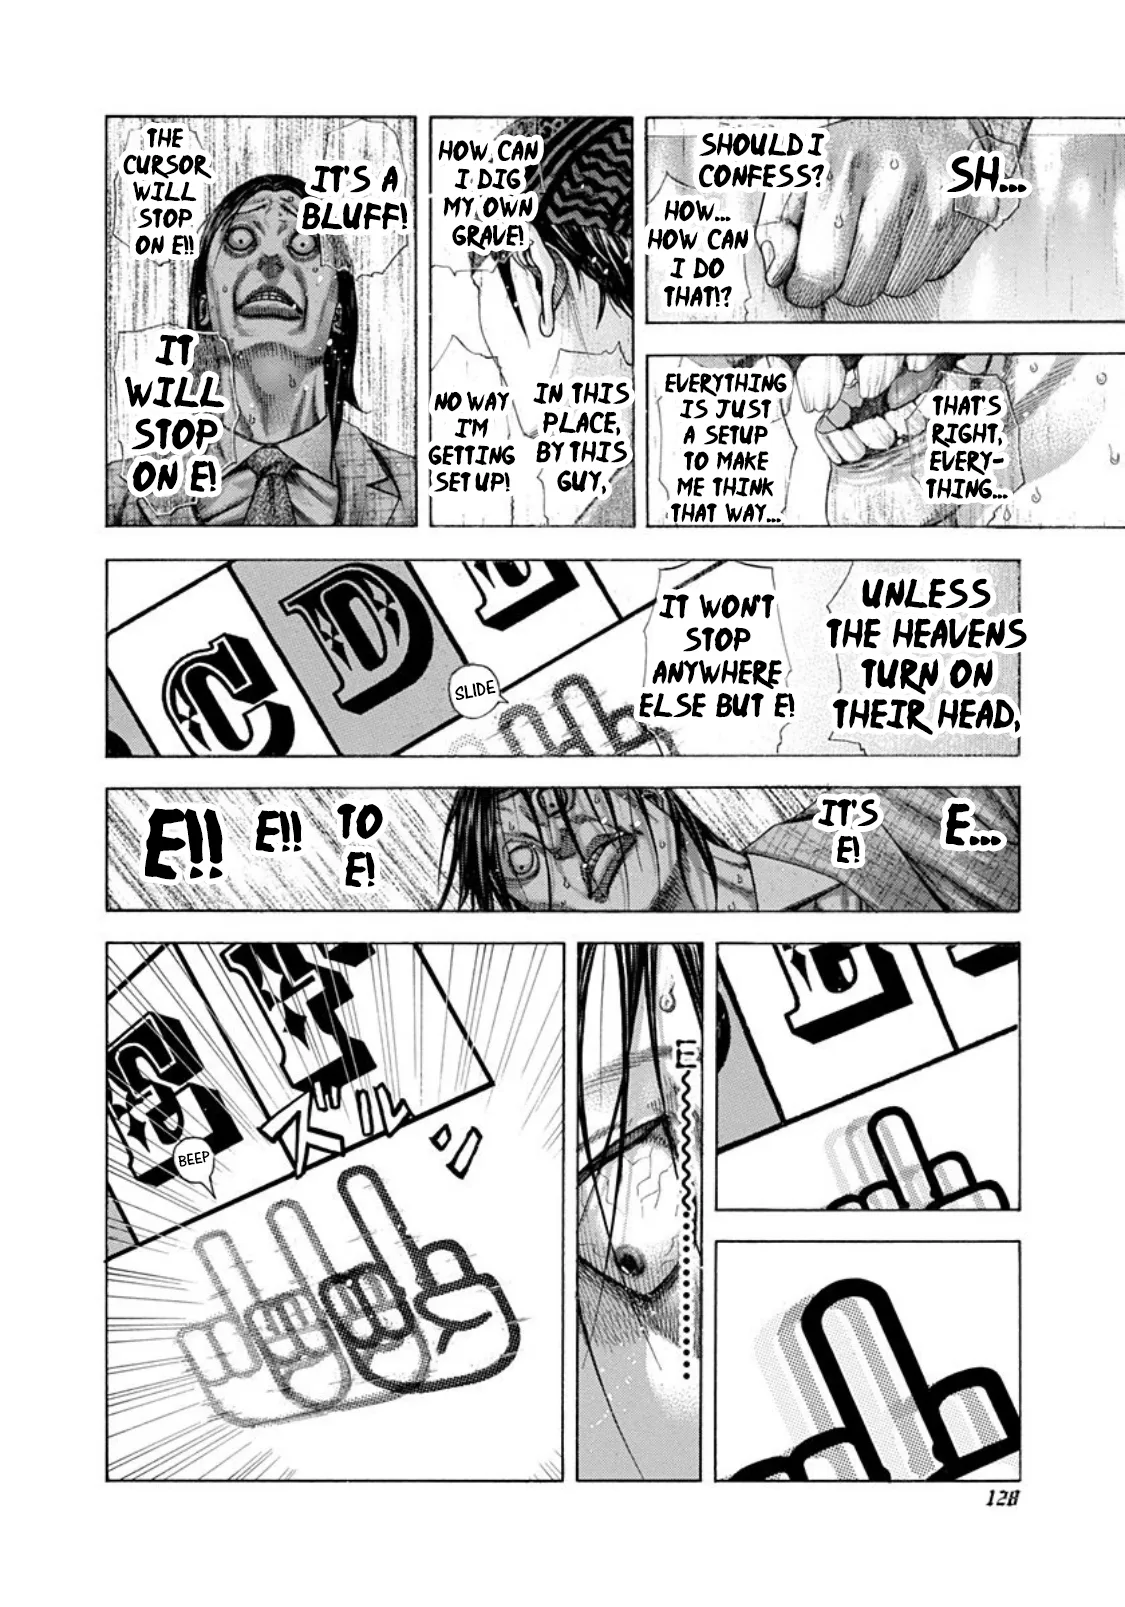 SH...
SHOULD I
CONFESS?
HOW...
HOW CAN
I DO
THAT!?
THAT'S
RIGHT,
EVERY-
THING...
EVERYTHING
IS JUST
A SETUP
TO MAKE
ME THINK
THAT WAY...
HOW CAN
I DIG
MY OWN
GRAVE!
IN THIS
PLACE,
BY THIS
GUY,
NO WAY
I'M
GETTING
SET UP!
IT'S A
BLUFF!
THE
CURSOR
WILL
STOP
ON E!!
IT
WILL
STOP
ON E!
UNLESS
THE HEAVENS
TURN ON
THEIR HEAD,
IT WON'T
STOP
ANYWHERE
ELSE BUT E!
SLIDE
C D E
E...
IT'S
E!
TO
E!
E!!
E!!
D E
E〜〜
BEEP
E F
ズルッ
128